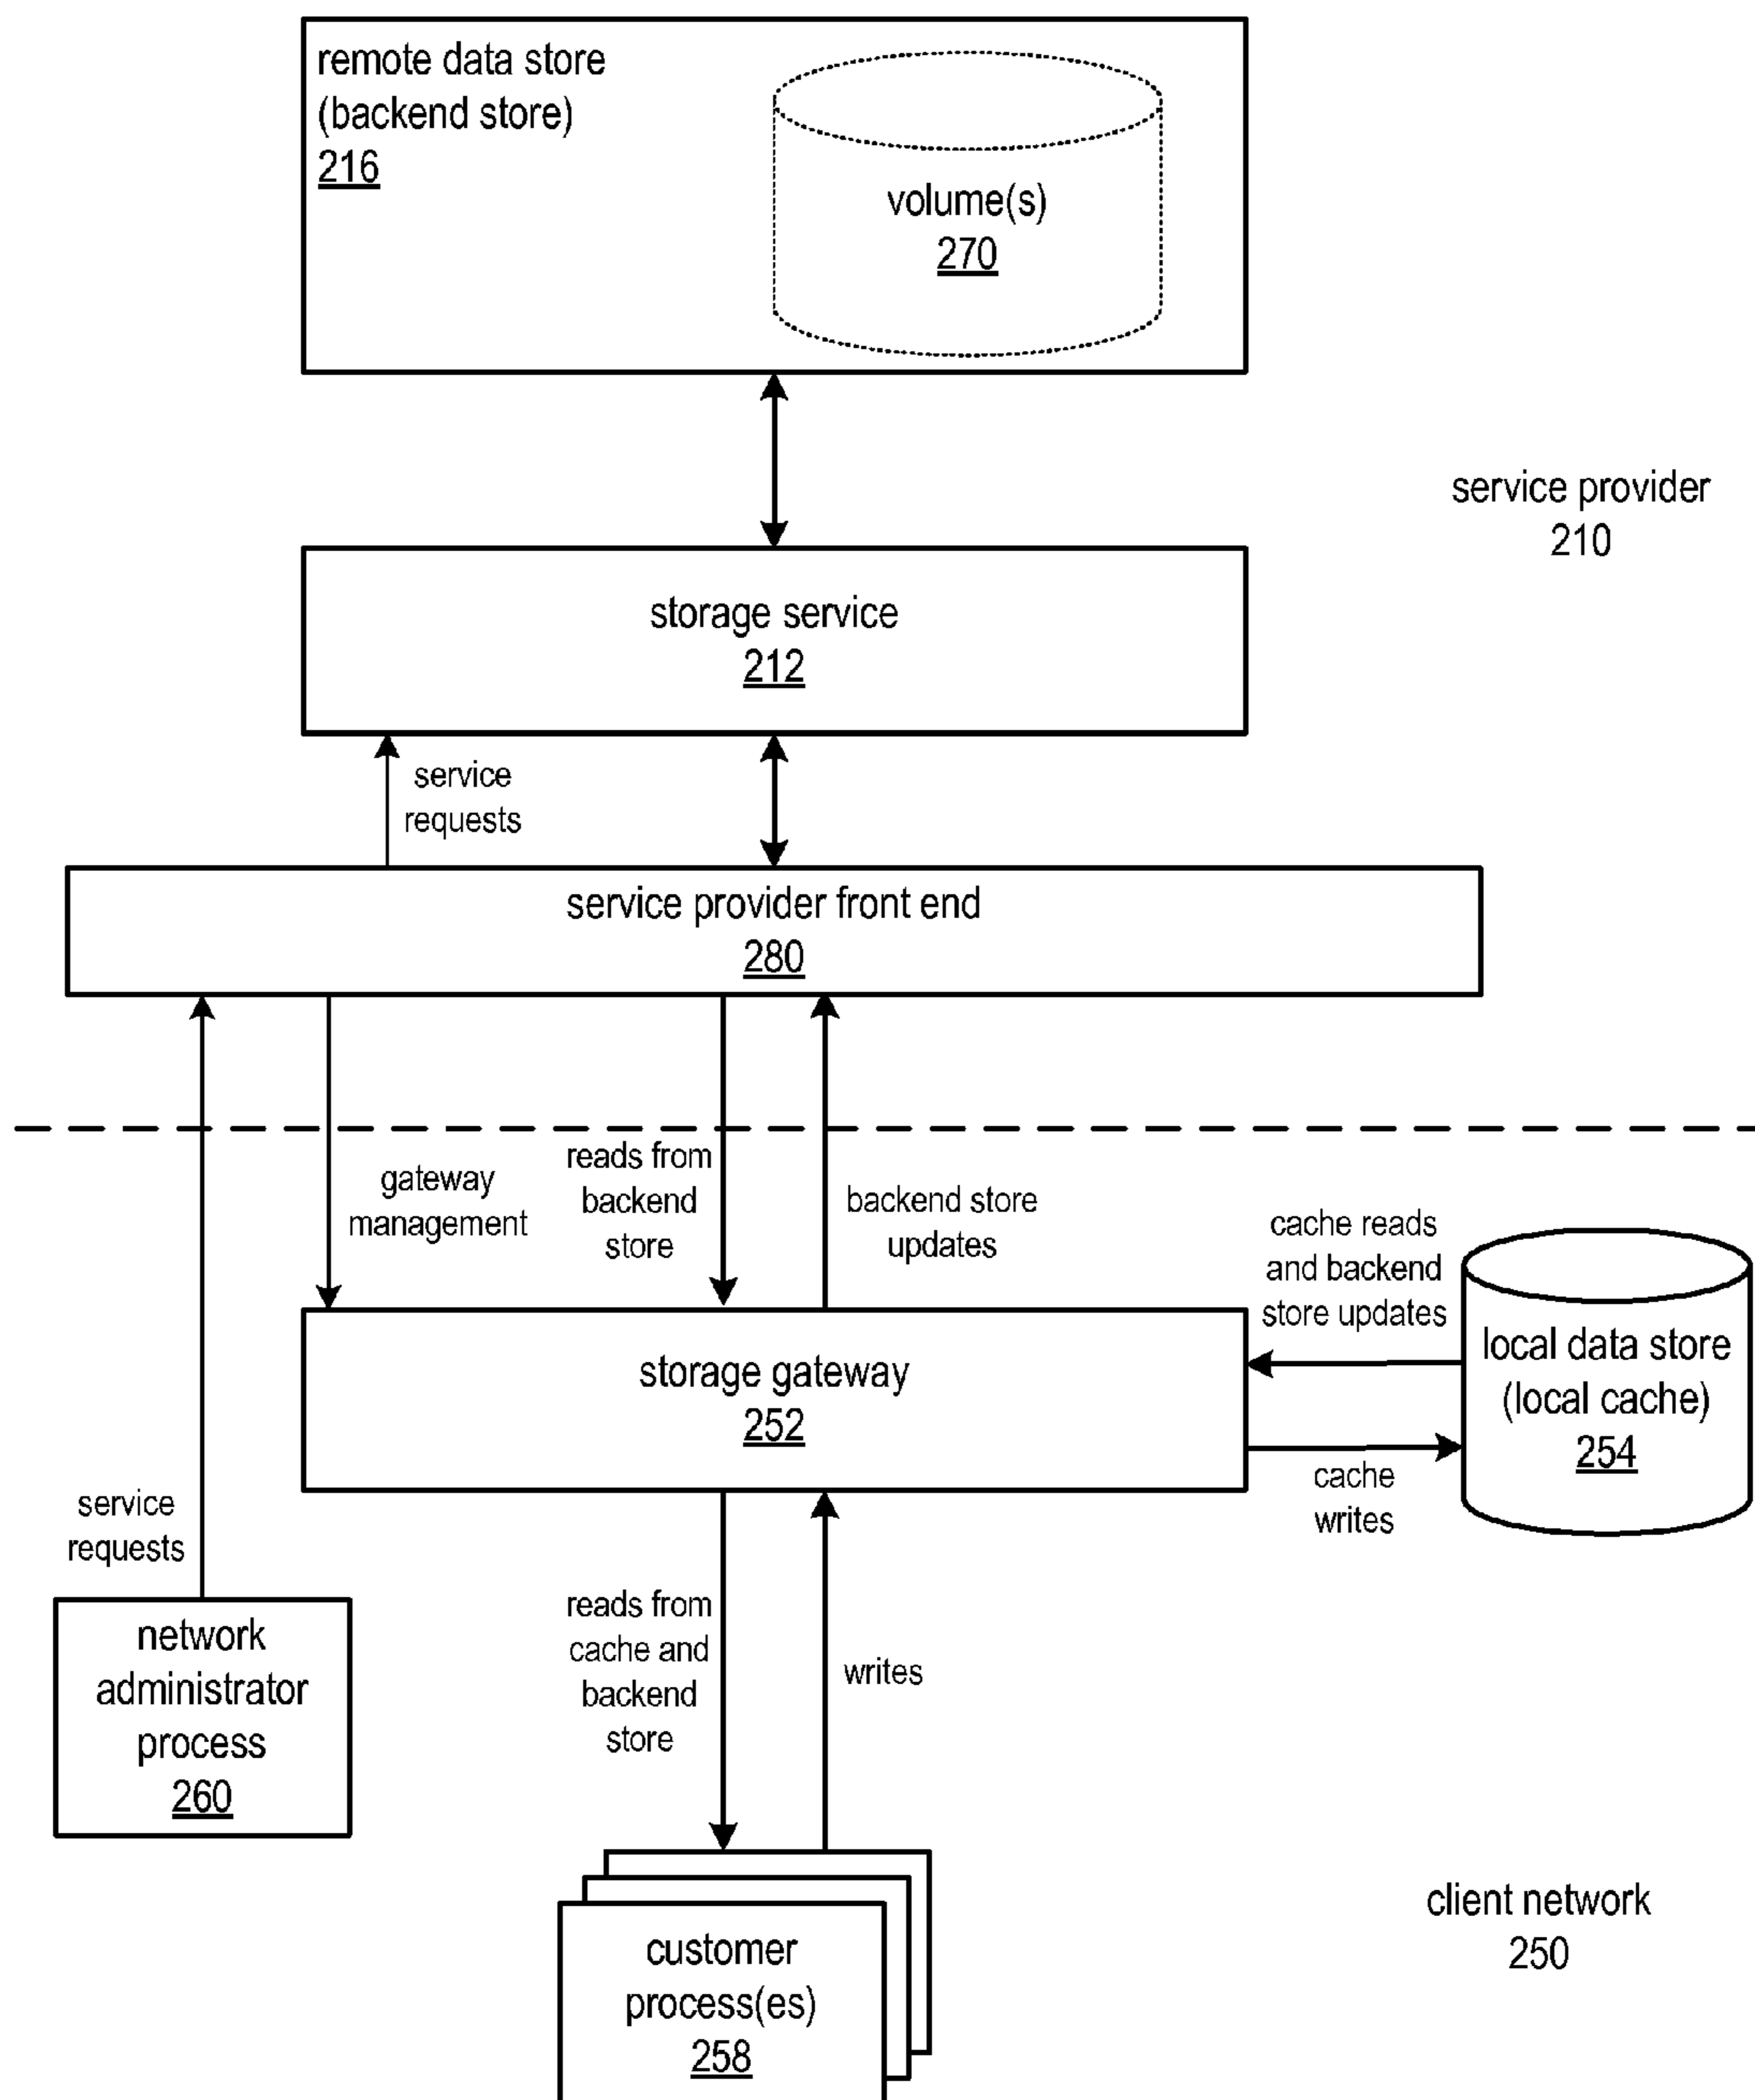 remote data store
(backend store)
216
volume(s)
270
service provider
210
storage service
212
service
requests
service provider front end
280
gateway
management
reads from
backend
store
backend store
updates
cache reads
and backend
store updates
local data store
(local cache)
254
storage gateway
252
cache
writes
service
requests
network
administrator
process
260
reads from
cache and
backend
store
writes
customer
process(es)
258
client network
250